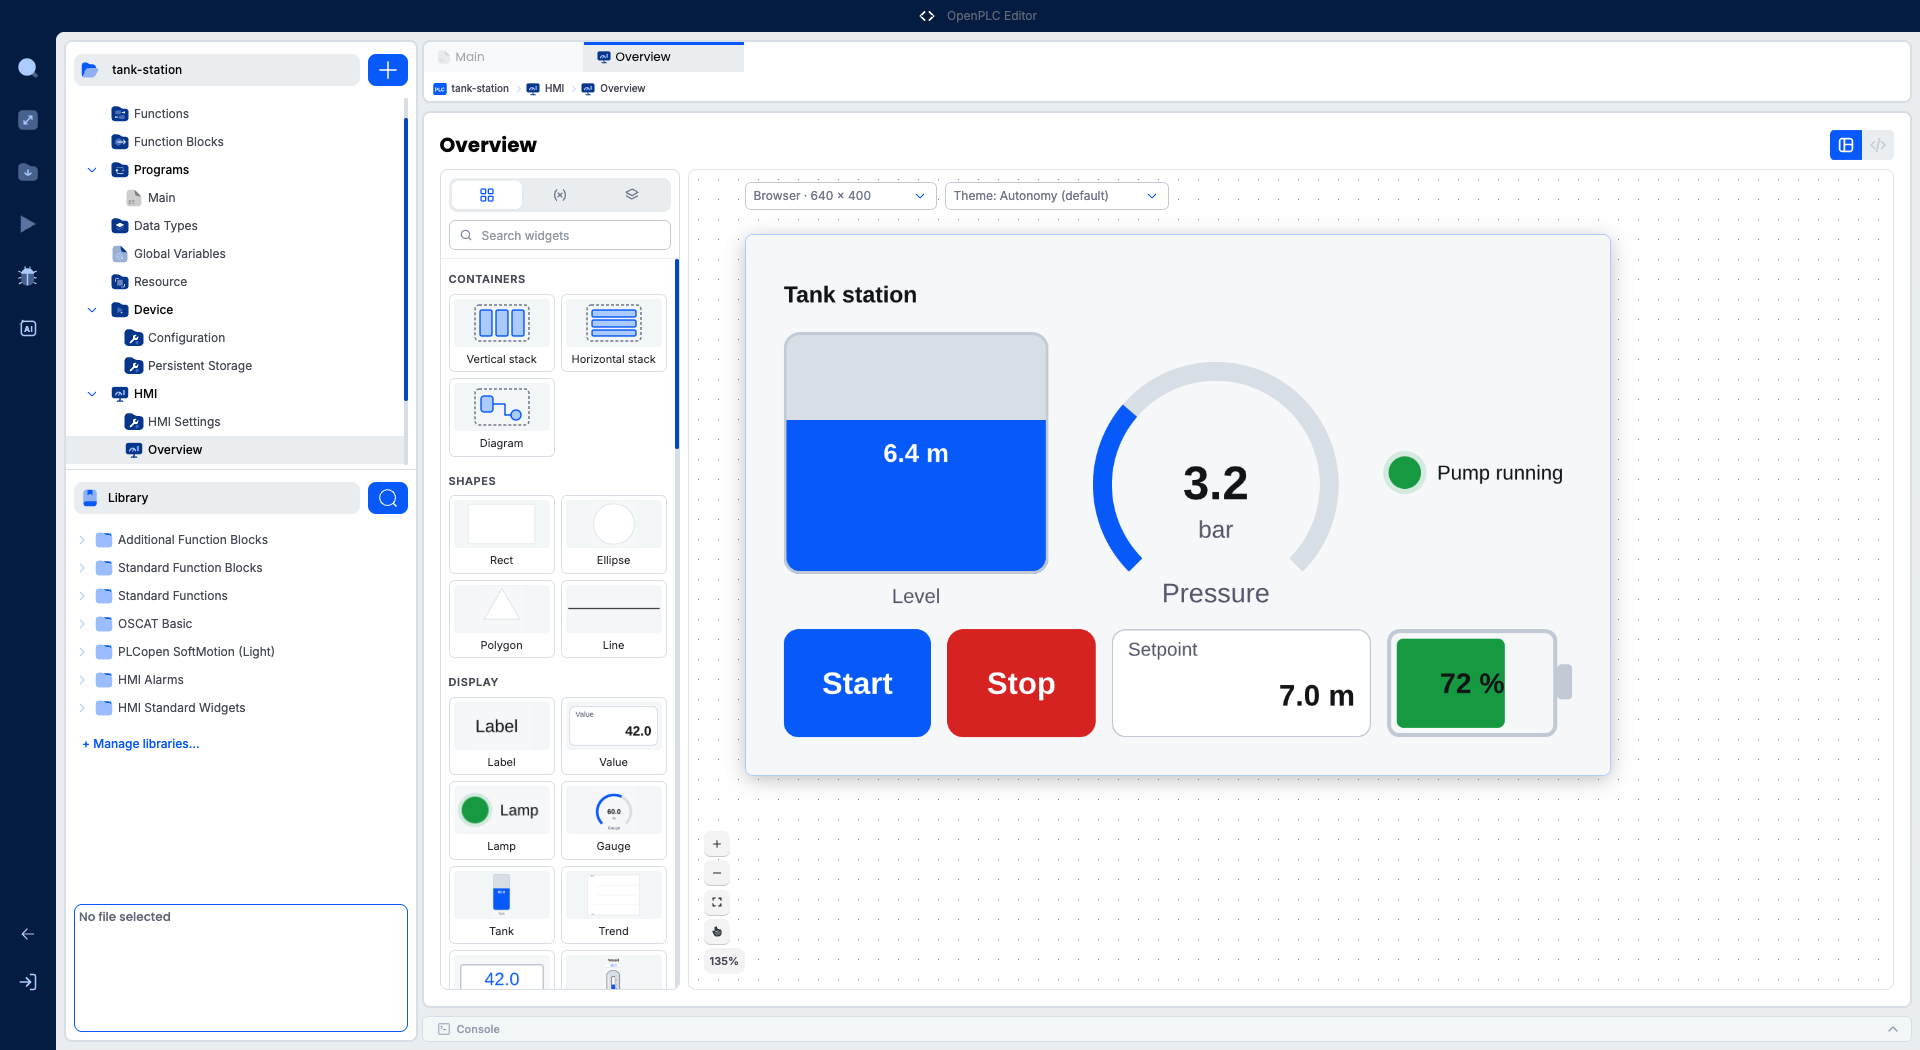 OpenPLC Editor
tank-station
Functions
Function Blocks
Programs
Main
Data Types
Global Variables
Resource
Device
Configuration
Persistent Storage
HMI
HMI Settings
Overview
Library
Additional Function Blocks
Standard Function Blocks
Standard Functions
OSCAT Basic
PLCopen SoftMotion (Light)
HMI Alarms
HMI Standard Widgets
+ Manage libraries...
No file selected
Main
Overview
PLC tank-station HMI Overview
Overview
(x)
Search widgets
CONTAINERS
Vertical stack
Horizontal stack
Diagram
SHAPES
Rect
Ellipse
Polygon
Line
DISPLAY
Label
Label
Value
42.0
Value
Lamp
Lamp
60.0
Gauge
Tank
Trend
42.0
Browser · 640 × 400
Theme: Autonomy (default)
Tank station
6.4 m
Level
3.2
bar
Pressure
Pump running
Start
Stop
Setpoint
7.0 m
72 %
135%
Console
AI